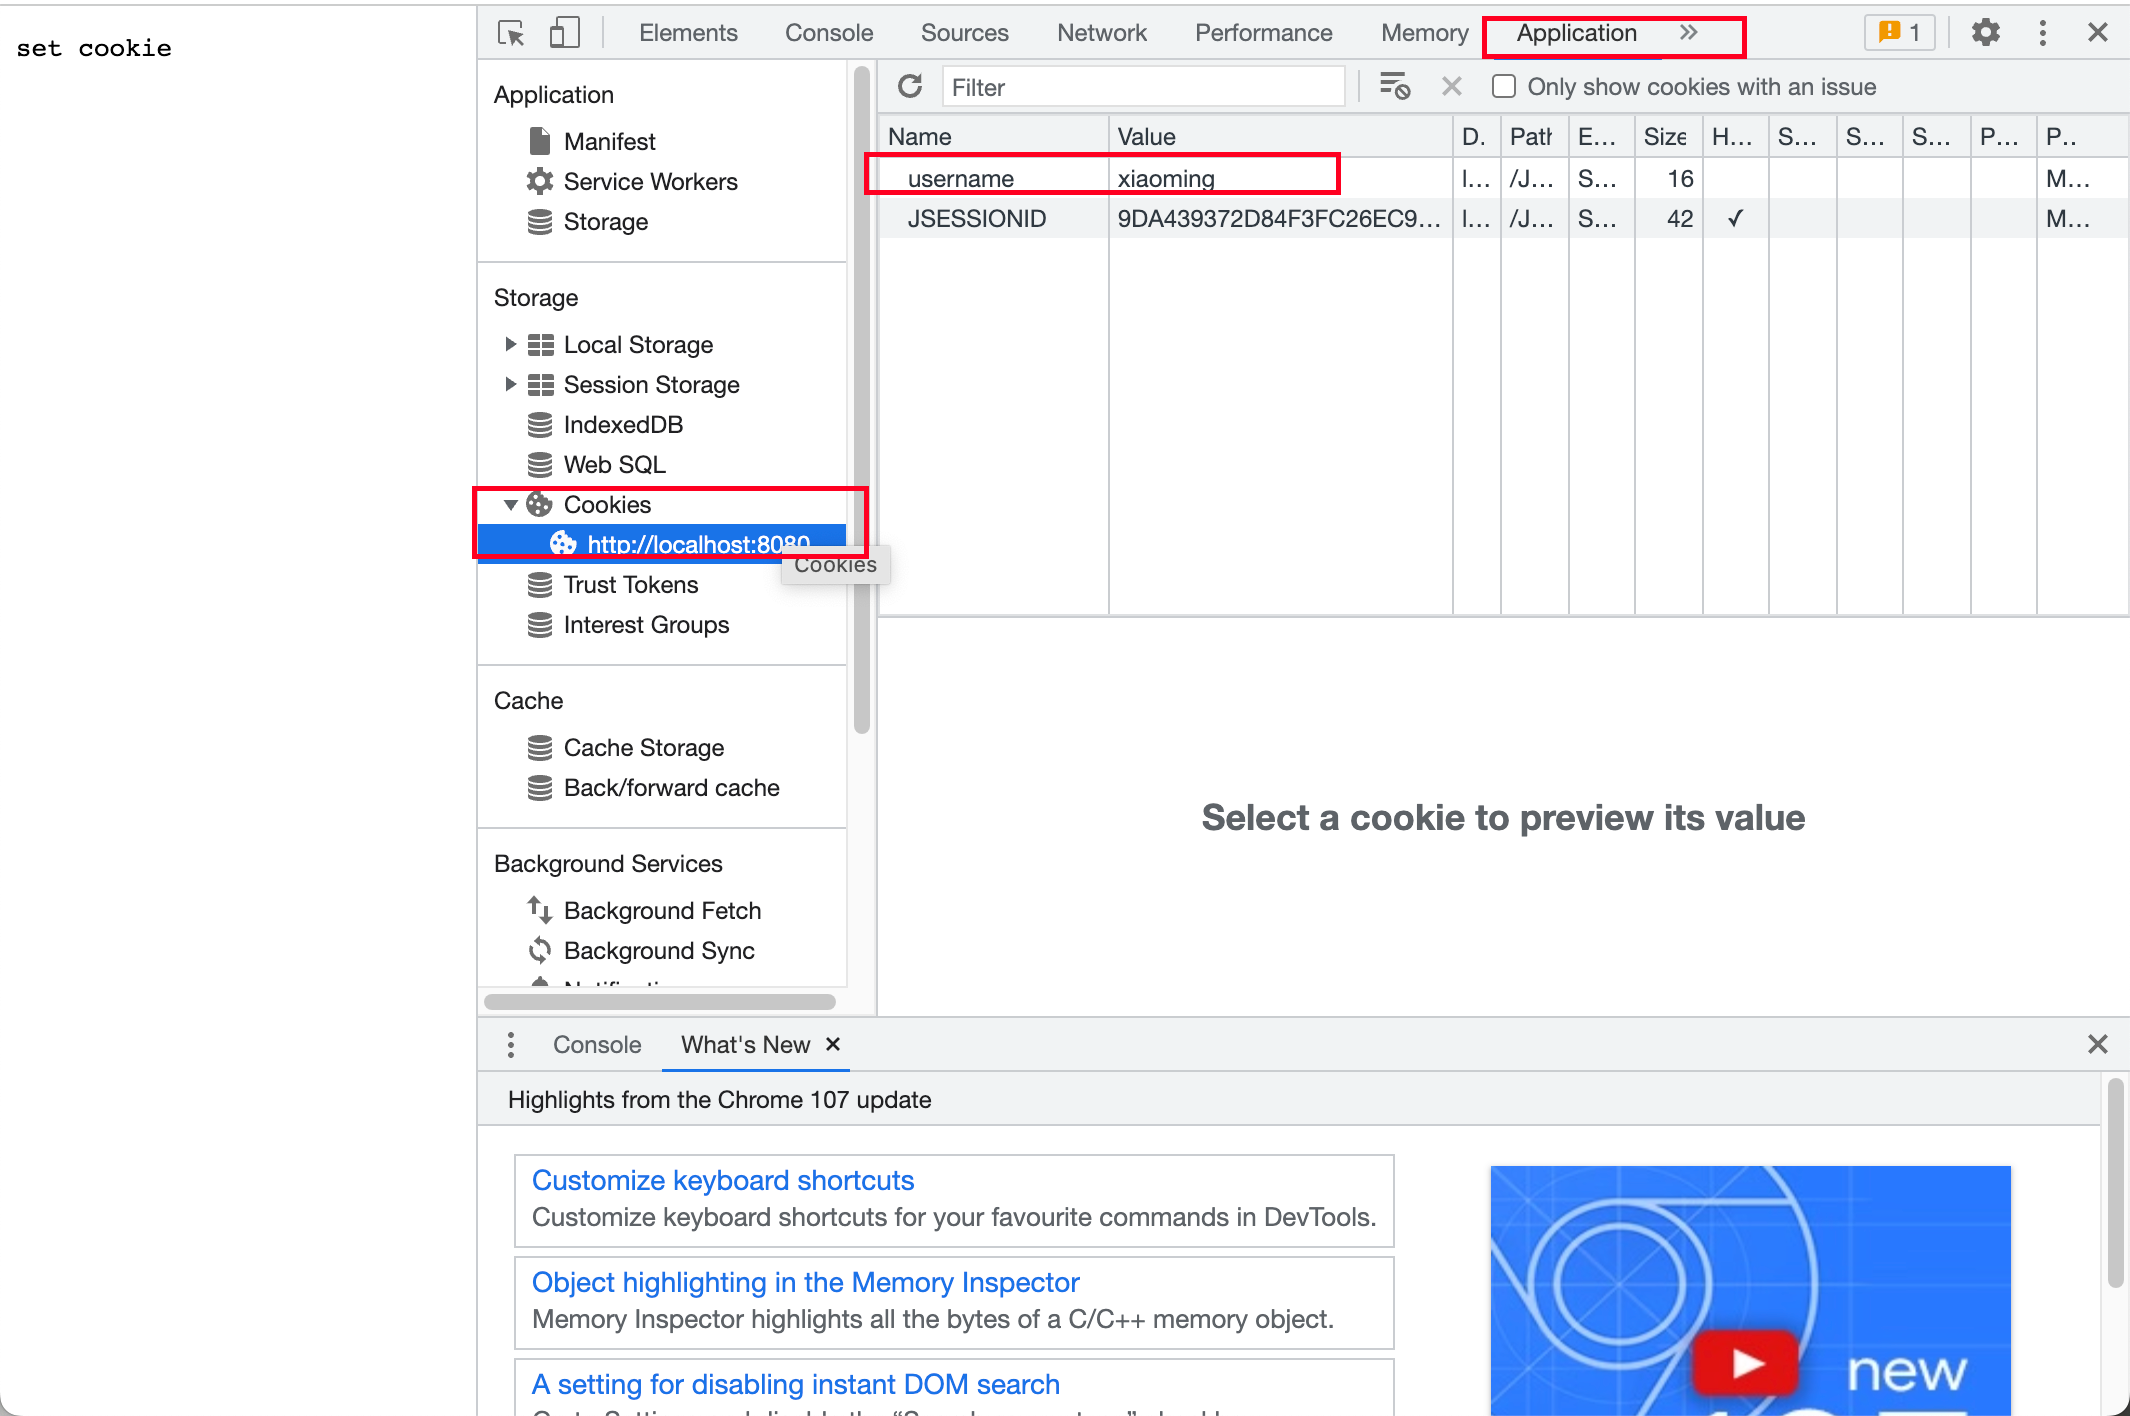 set cookie
Elements Console Sources Network Performance Memory Application 1
Application
Manifest
Service Workers
Storage
Storage
Local Storage
Session Storage
IndexedDB
Web SQL
Cookies
http://localhost:8080
Cookies
Trust Tokens
Interest Groups
Cache
Cache Storage
Back/forward cache
Background Services
Background Fetch
Background Sync
Filter Only show cookies with an issue
Name Value D. Path E... Size H... S... S... S... P... P..
username xiaoming l... /J... S... 16 M...
JSESSIONID 9DA439372D84F3FC26EC9... l... /J... S... 42 ✓ M...
Select a cookie to preview its value
Console What's New
Highlights from the Chrome 107 update
Customize keyboard shortcuts
Customize keyboard shortcuts for your favourite commands in DevTools.
Object highlighting in the Memory Inspector
Memory Inspector highlights all the bytes of a C/C++ memory object.
A setting for disabling instant DOM search
new